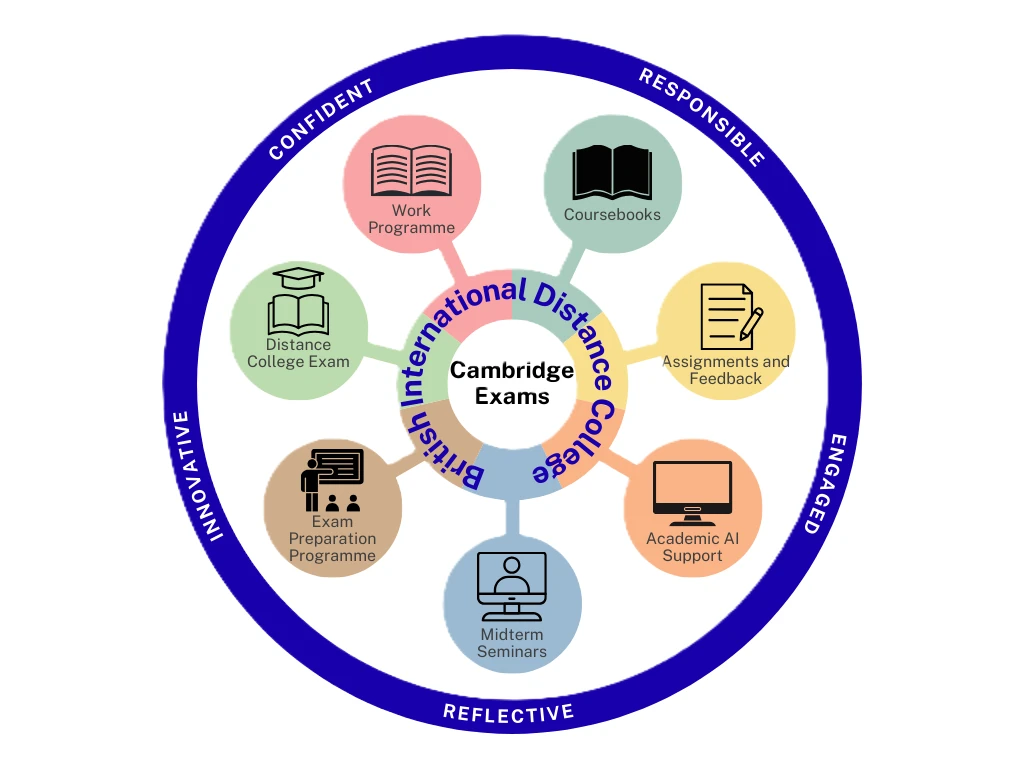 CONFIDENT
RESPONSIBLE
Work
Programme
Coursebooks
Distance
College Exam
British International Distance College
Cambridge
Exams
Assignments and
Feedback
INNOVATIVE
ENGAGED
Exam
Preparation
Programme
Academic AI
Support
Midterm
Seminars
REFLECTIVE